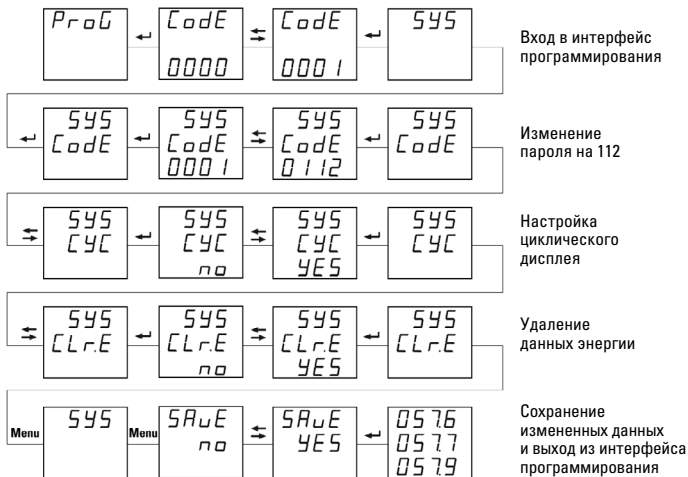 ProG CodE CodE SYS
0000 0001
Вход в интерфейс
программирования
SYS SYS SYS SYS
CodE CodE CodE CodE
0001 0112
Изменение
пароля на 112
SYS SYS SYS SYS
CYC CYC CYC CYC
no YES
Настройка
циклического
дисплея
SYS SYS SYS SYS
CLr.E CLr.E CLr.E CLr.E
no YES
Удаление
данных энергии
Menu SYS Menu SAvE SAvE 057.6
no YES 057.7
057.9
Сохранение
измененных данных
и выход из интерфейса
программирования